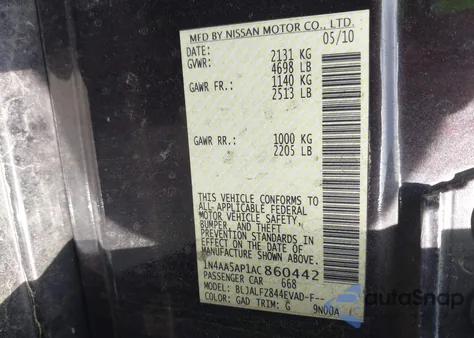 MFD BY NISSAN MOTOR CO., LTD.
DATE: 05/10
GVWR: 2131 KG
4698 LB
GAWR FR.: 1140 KG
2513 LB
GAWR RR.: 1000 KG
2205 LB
THIS VEHICLE CONFORMS TO
ALL APPLICABLE FEDERAL
MOTOR VEHICLE SAFETY,
BUMPER, AND THEFT
PREVENTION STANDARDS
IN EFFECT ON THE DATE OF
MANUFACTURE SHOWN ABOVE.
1N4AA5AP1AC860442
PASSENGER CAR 668
MODEL: BLJALFZ844EVAD-F--
COLOR: GAD TRIM: G 9N00A
autoSnap